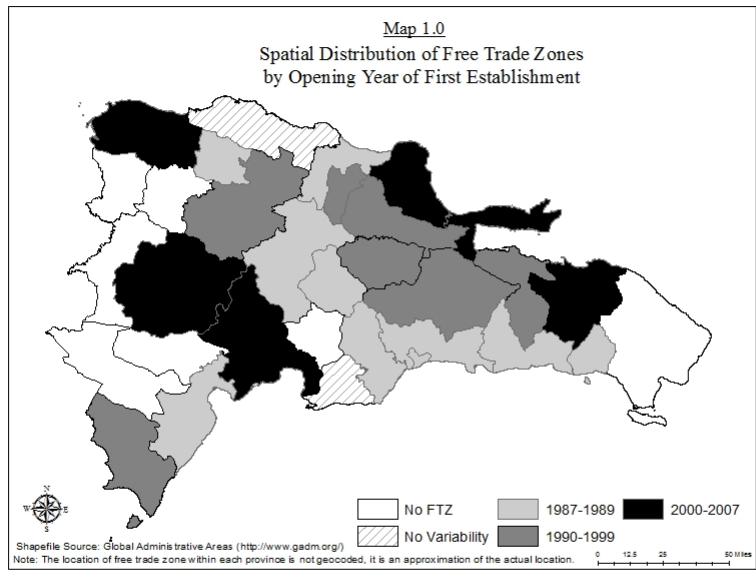 Map 1.0
Spatial Distribution of Free Trade Zones
by Opening Year of First Establishment
N
W E
S
No FTZ
1987-1989
2000-2007
No Variability
1990-1999
Shapefile Source: Global Administrative Areas (http://www.gadm.org/)
Note: The location of free trade zone within each province is not geocoded, it is an approximation of the actual location.
0 12.5 25 50 Miles